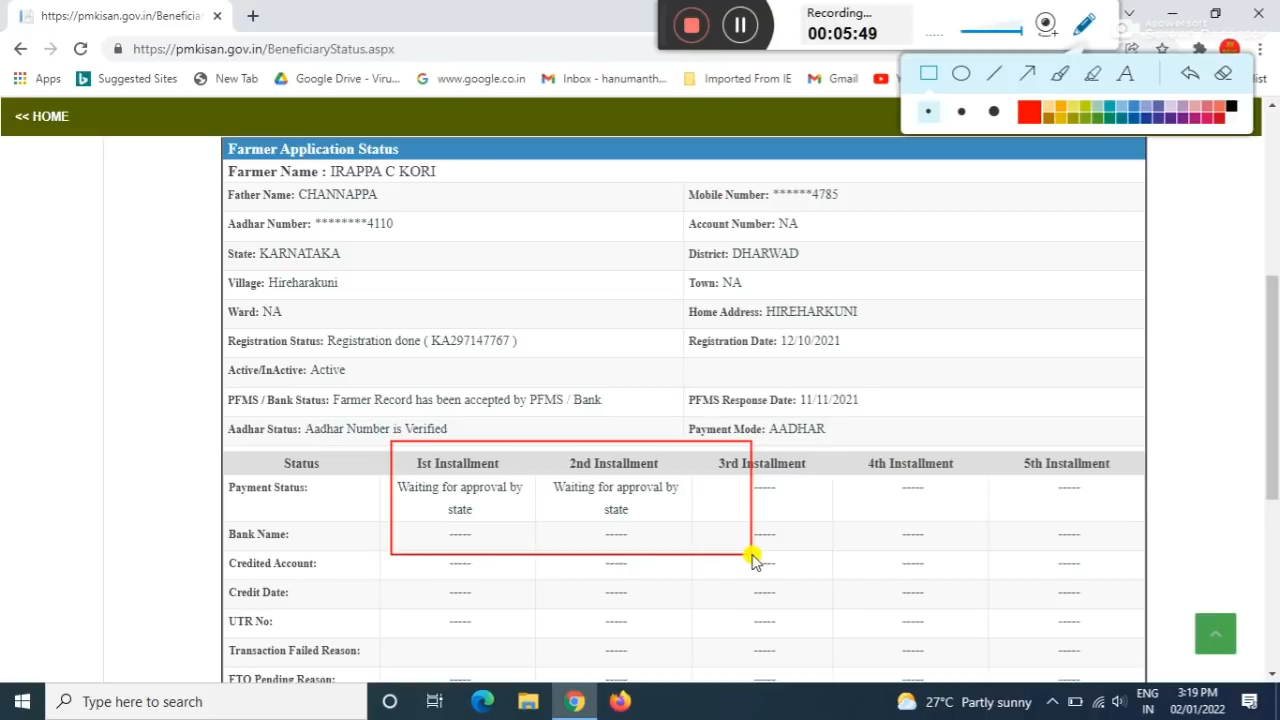 https://pmkisan.gov.in/Beneficia
Recording...
00:05:49
https://pmkisan.gov.in/BeneficiaryStatus.aspx
Apps
Suggested Sites
New Tab
Google Drive - Viru...
www.google.co.in
Inbox - hanumanth...
Imported From IE
Gmail
<< HOME
Farmer Application Status
Farmer Name : IRAPPA C KORI
Father Name: CHANNAPPA
Mobile Number: ******4785
Aadhar Number: ********4110
Account Number: NA
State: KARNATAKA
District: DHARWAD
Village: Hireharakuni
Town: NA
Ward: NA
Home Address: HIREHARKUNI
Registration Status: Registration done ( KA297147767 )
Registration Date: 12/10/2021
Active/InActive: Active
PFMS / Bank Status: Farmer Record has been accepted by PFMS / Bank
PFMS Response Date: 11/11/2021
Aadhar Status: Aadhar Number is Verified
Payment Mode: AADHAR
Status Ist Installment 2nd Installment 3rd Installment 4th Installment 5th Installment
Payment Status: Waiting for approval by state Waiting for approval by state ----- ----- -----
Bank Name: ----- ----- ----- ----- -----
Credited Account: ----- ----- ----- ----- -----
Credit Date: ----- ----- ----- ----- -----
UTR No: ----- ----- ----- ----- -----
Transaction Failed Reason: ----- ----- ----- -----
FTO Pending Reason: ----- ----- ----- ----- -----
Type here to search
27°C Partly sunny
ENG
IN
3:19 PM
02/01/2022